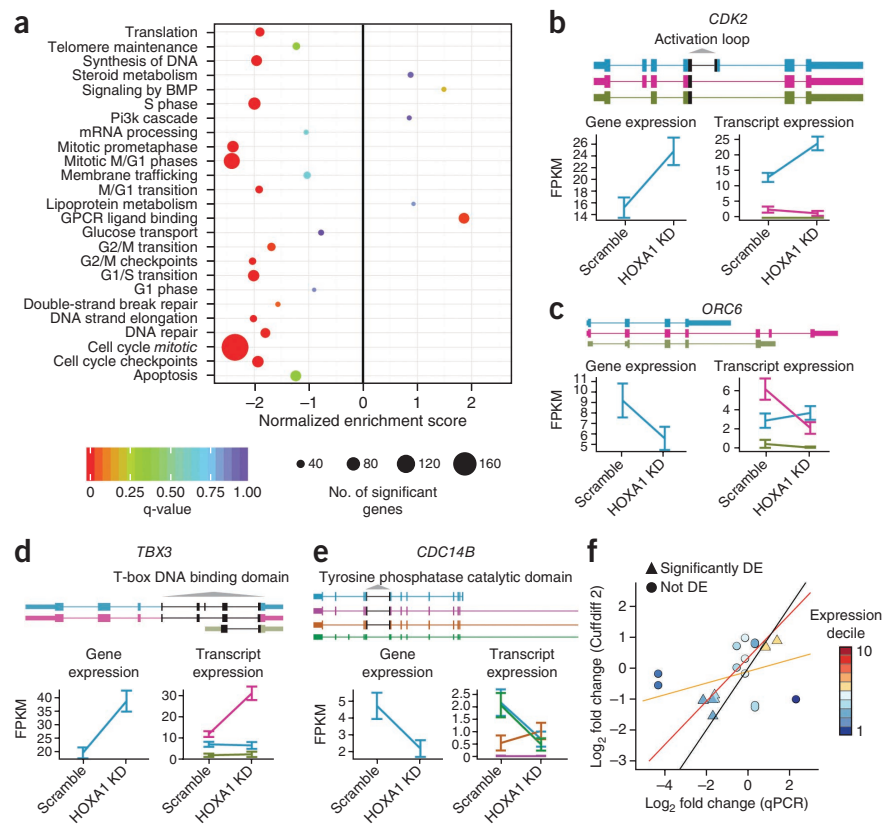 a
Translation
Telomere maintenance
Synthesis of DNA
Steroid metabolism
Signaling by BMP
S phase
Pi3k cascade
mRNA processing
Mitotic prometaphase
Mitotic M/G1 phases
Membrane trafficking
M/G1 transition
Lipoprotein metabolism
GPCR ligand binding
Glucose transport
G2/M transition
G2/M checkpoints
G1/S transition
G1 phase
Double-strand break repair
DNA strand elongation
DNA repair
Cell cycle mitotic
Cell cycle checkpoints
Apoptosis
−2 −1 0 1 2
Normalized enrichment score
0 0.25 0.50 0.75 1.00
q-value
40 80 120 160
No. of significant
genes
b
CDK2
Activation loop
Gene expression
FPKM
26
24
22
20
18
16
14
Scramble
HOXA1 KD
Transcript expression
25
20
15
10
5
0
Scramble
HOXA1 KD
c
ORC6
Gene expression
FPKM
11
10
9
8
7
6
5
Scramble
HOXA1 KD
Transcript expression
6
4
2
0
Scramble
HOXA1 KD
d
TBX3
T-box DNA binding domain
Gene
expression
FPKM
40
35
30
25
20
Scramble
HOXA1 KD
Transcript
expression
30
20
10
0
Scramble
HOXA1 KD
e
CDC14B
Tyrosine phosphatase catalytic domain
Gene
expression
FPKM
5
4
3
2
Scramble
HOXA1 KD
Transcript
expression
2.5
2.0
1.5
1.0
0.5
0.0
Scramble
HOXA1 KD
f
Significantly DE
Not DE
Log2 fold change (Cuffdiff 2)
2
1
0
−1
−2
−3
−4 −2 0 2 4
Log2 fold change (qPCR)
Expression
decile
10
1